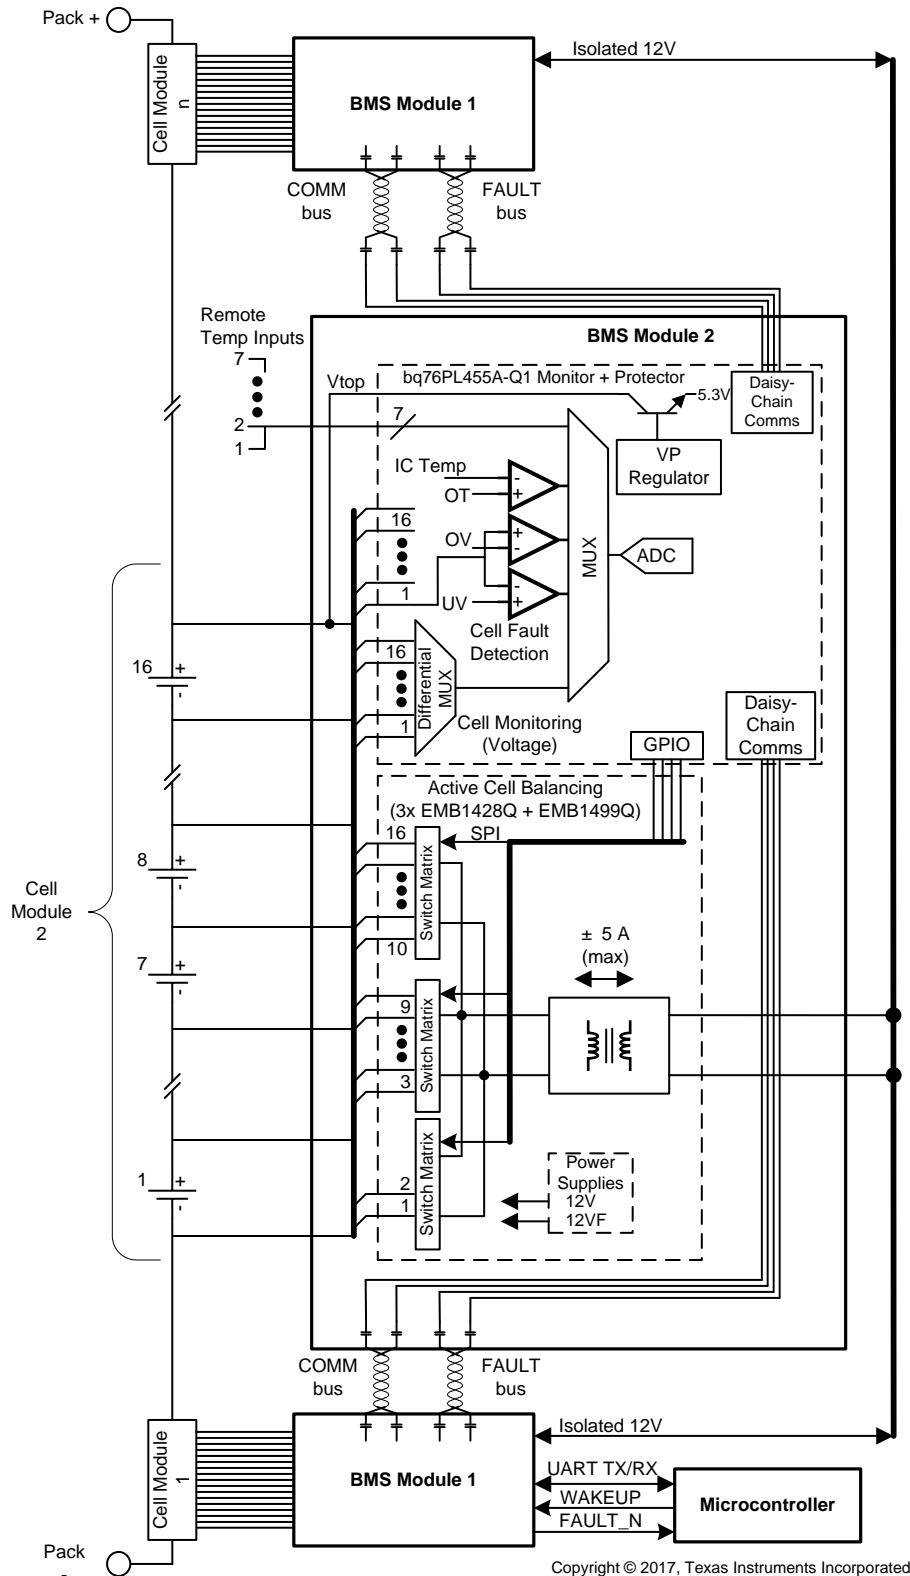 Pack +
Cell Module
n
BMS Module 1
Isolated 12V
COMM
bus
FAULT
bus
Remote
Temp Inputs
7
2
1
BMS Module 2
Vtop
bq76PL455A-Q1 Monitor + Protector
7
5.3V
Daisy-
Chain
Comms
VP
Regulator
IC Temp
OT
-
+
16
OV
+
-
1
UV
-
+
MUX
ADC
Cell Fault
Detection
16
1
Differential
MUX
Cell Monitoring
(Voltage)
GPIO
Daisy-
Chain
Comms
16
+
-
Active Cell Balancing
(3x EMB1428Q + EMB1499Q)
SPI
16
10
Switch Matrix
8
+
-
Cell
Module
2
7
+
-
± 5 A
(max)
9
3
Switch Matrix
1
+
-
2
1
Switch Matrix
Power
Supplies
12V
12VF
COMM
bus
FAULT
bus
Cell Module
1
BMS Module 1
Isolated 12V
UART TX/RX
WAKEUP
FAULT_N
Microcontroller
Pack
-
Copyright © 2017, Texas Instruments Incorporated